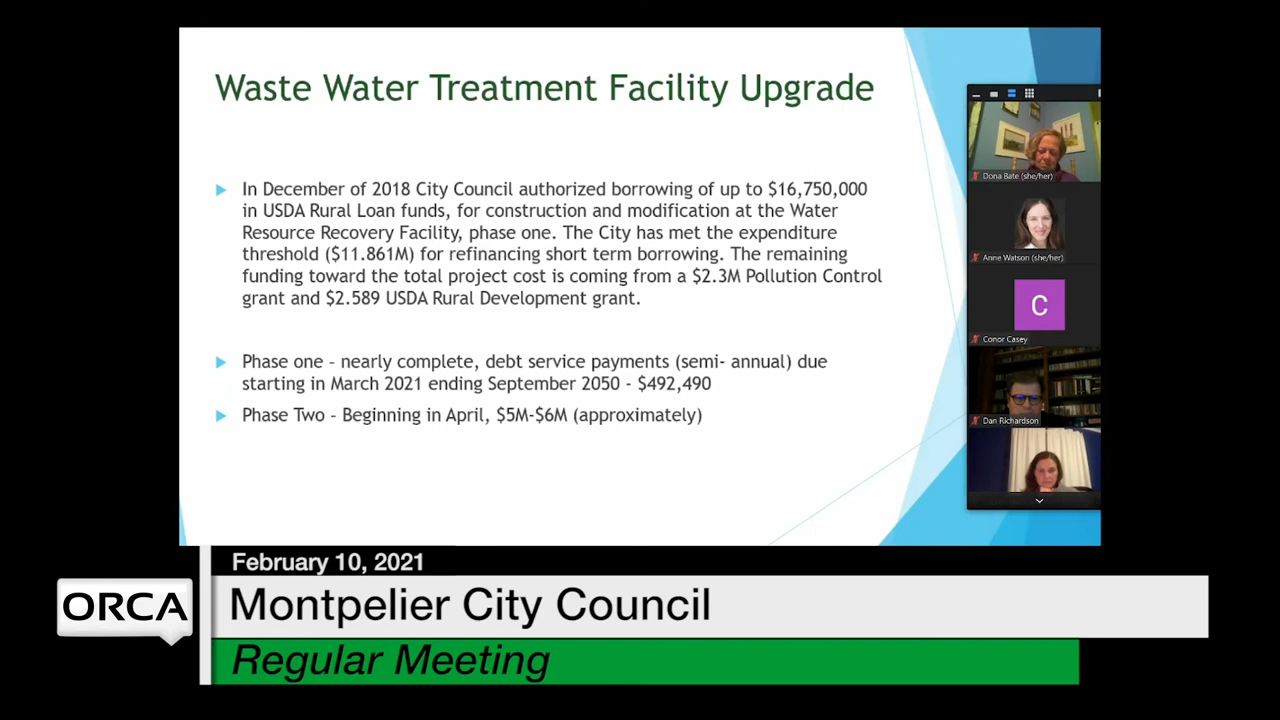 Waste Water Treatment Facility Upgrade
In December of 2018 City Council authorized borrowing of up to $16,750,000
in USDA Rural Loan funds, for construction and modification at the Water
Resource Recovery Facility, phase one. The City has met the expenditure
threshold ($11.861M) for refinancing short term borrowing. The remaining
funding toward the total project cost is coming from a $2.3M Pollution Control
grant and $2.589 USDA Rural Development grant.
Phase one - nearly complete, debt service payments (semi- annual) due
starting in March 2021 ending September 2050 - $492,490
Phase Two - Beginning in April, $5M-$6M (approximately)
Dona Bate (she/her)
Anne Watson (she/her)
C
Conor Casey
Dan Richardson
February 10, 2021
ORCA
Montpelier City Council
Regular Meeting